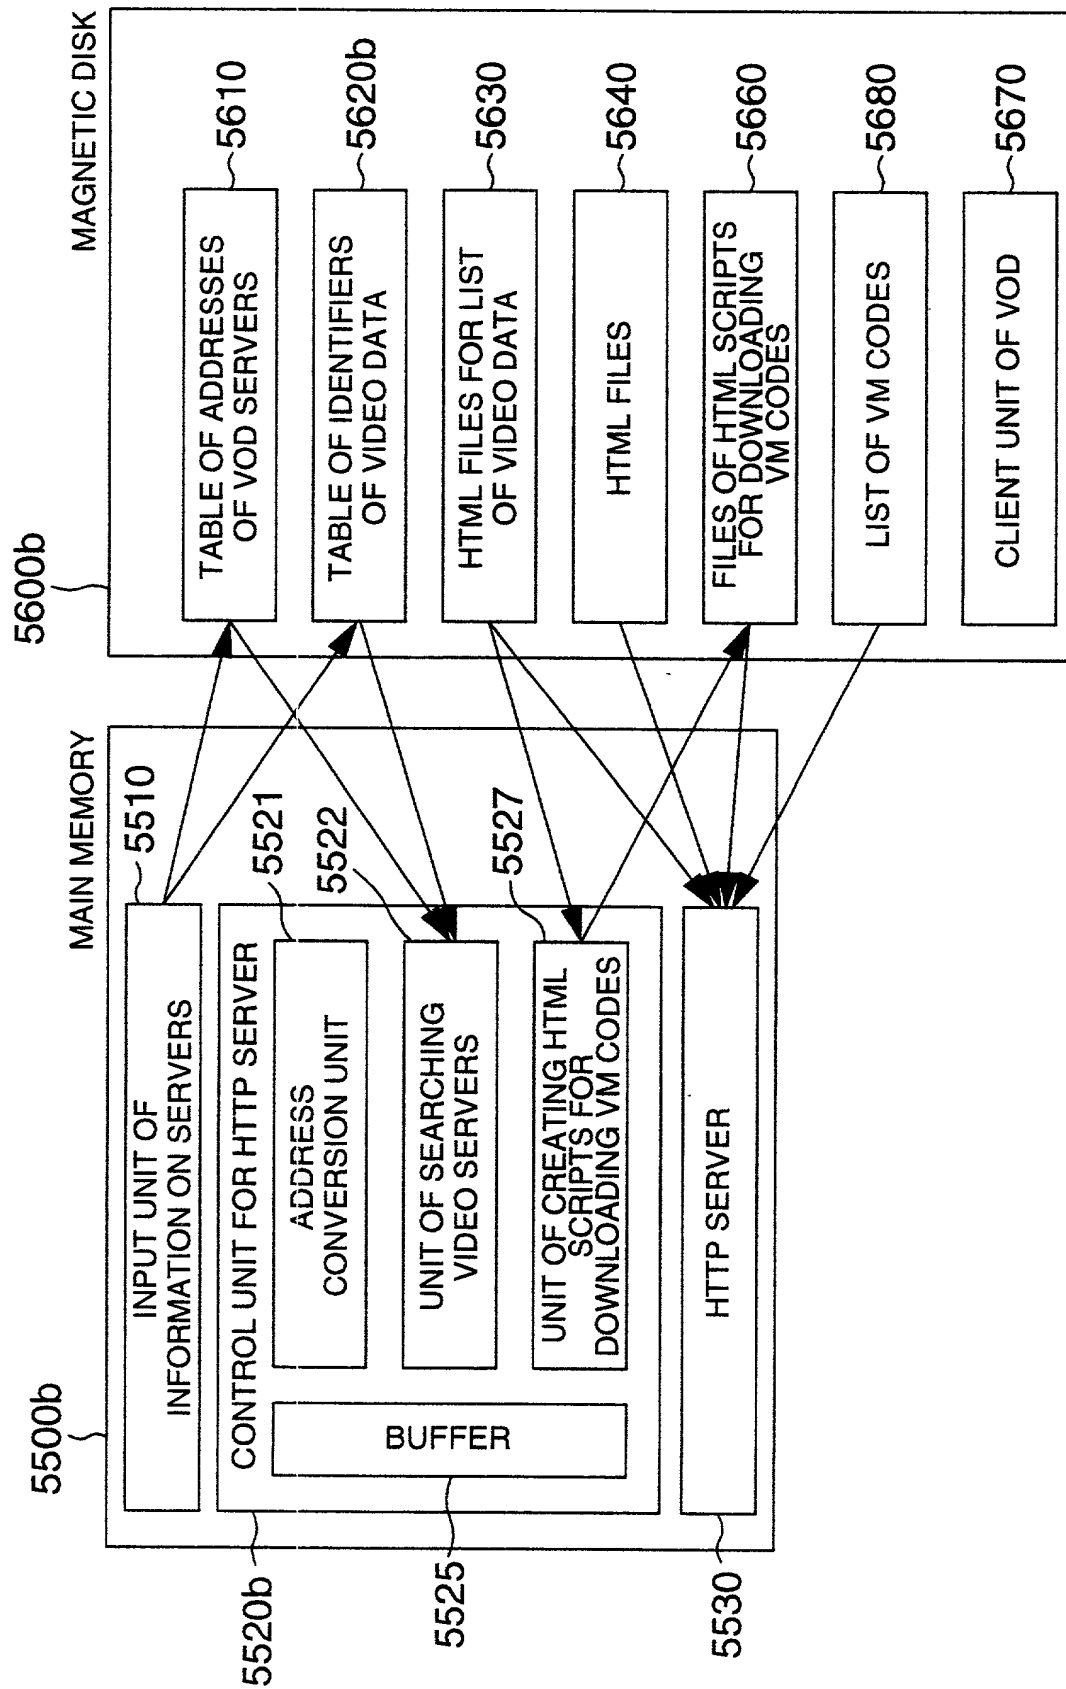 5500b
MAIN MEMORY
INPUT UNIT OF
INFORMATION ON SERVERS
5510
CONTROL UNIT FOR HTTP SERVER
5520b
ADDRESS
CONVERSION UNIT
5521
UNIT OF SEARCHING
VIDEO SERVERS
5522
UNIT OF CREATING HTML
SCRIPTS FOR
DOWNLOADING VM CODES
5527
BUFFER
5525
HTTP SERVER
5530
5600b
MAGNETIC DISK
TABLE OF ADDRESSES
OF VOD SERVERS
5610
TABLE OF IDENTIFIERS
OF VIDEO DATA
5620b
HTML FILES FOR LIST
OF VIDEO DATA
5630
HTML FILES
5640
FILES OF HTML SCRIPTS
FOR DOWNLOADING
VM CODES
5660
LIST OF VM CODES
5680
CLIENT UNIT OF VOD
5670